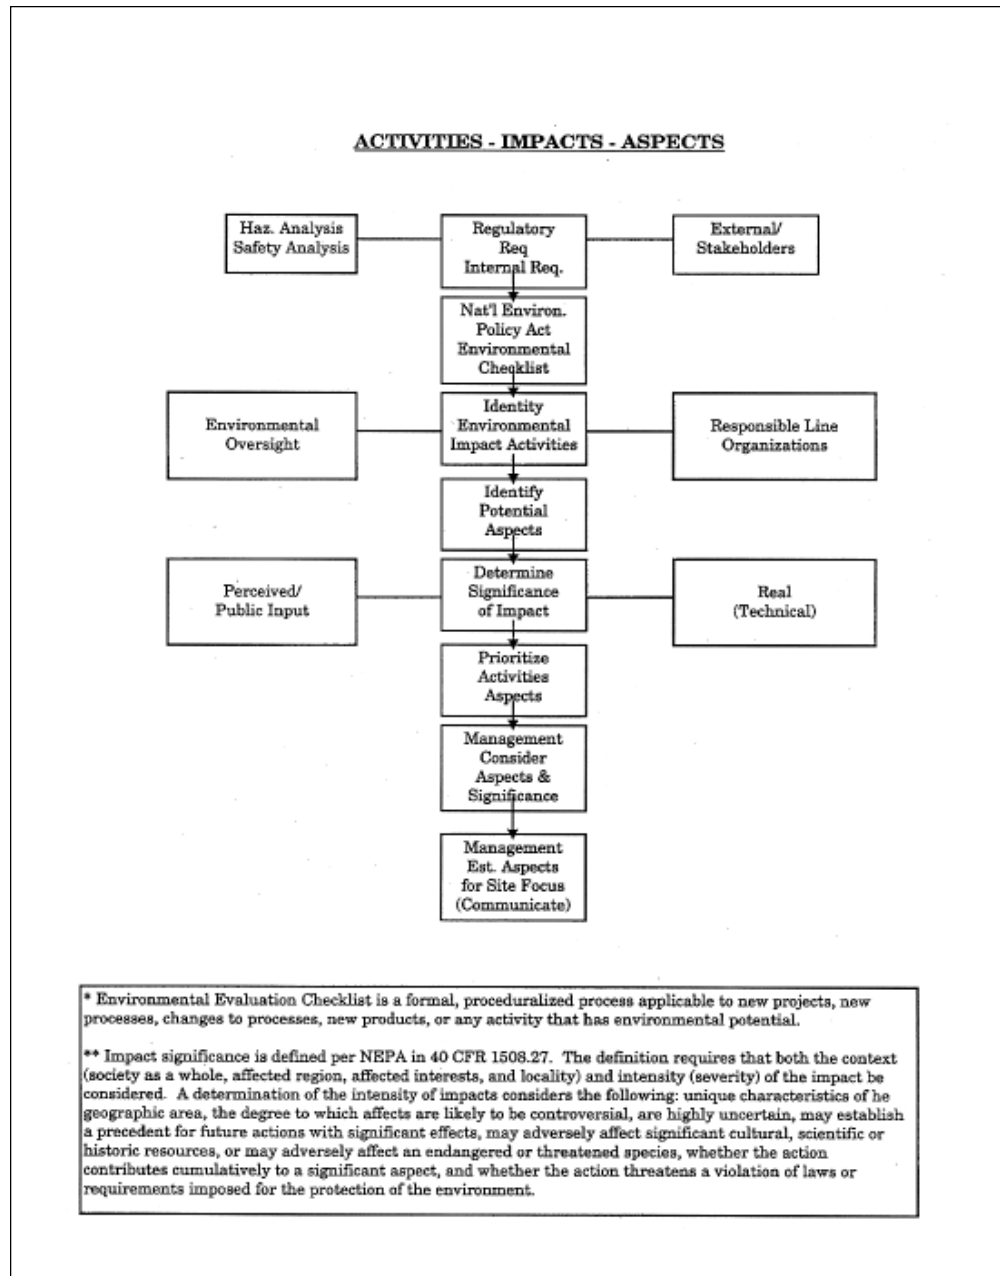 ACTIVITIES - IMPACTS - ASPECTS
Haz. Analysis
Safety Analysis
Regulatory
Req
Internal Req.
External/
Stakeholders
Nat'l Environ.
Policy Act
Environmental
Checklist
Environmental
Oversight
Identity
Environmental
Impact Activities
Responsible Line
Organizations
Identify
Potential
Aspects
Perceived/
Public Input
Determine
Significance
of Impact
Real
(Technical)
Prioritize
Activities
Aspects
Management
Consider
Aspects &
Significance
Management
Est. Aspects
for Site Focus
(Communicate)
* Environmental Evaluation Checklist is a formal, proceduralized process applicable to new projects, new
processes, changes to processes, new products, or any activity that has environmental potential.
** Impact significance is defined per NEPA in 40 CFR 1508.27. The definition requires that both the context
(society as a whole, affected region, affected interests, and locality) and intensity (severity) of the impact be
considered. A determination of the intensity of impacts considers the following: unique characteristics of he
geographic area, the degree to which affects are likely to be controversial, are highly uncertain, may establish
a precedent for future actions with significant effects, may adversely affect significant cultural, scientific or
historic resources, or may adversely affect an endangered or threatened species, whether the action
contributes cumulatively to a significant aspect, and whether the action threatens a violation of laws or
requirements imposed for the protection of the environment.